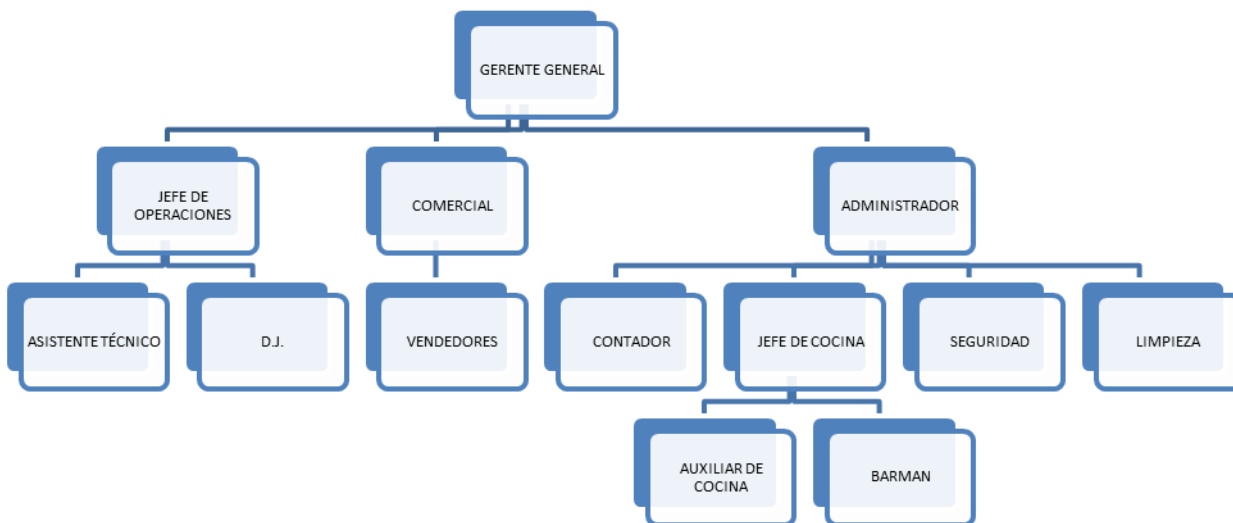 GERENTE GENERAL
JEFE DE
OPERACIONES
COMERCIAL
ADMINISTRADOR
ASISTENTE TÉCNICO
D.J.
VENDEDORES
CONTADOR
JEFE DE COCINA
SEGURIDAD
LIMPIEZA
AUXILIAR DE
COCINA
BARMAN